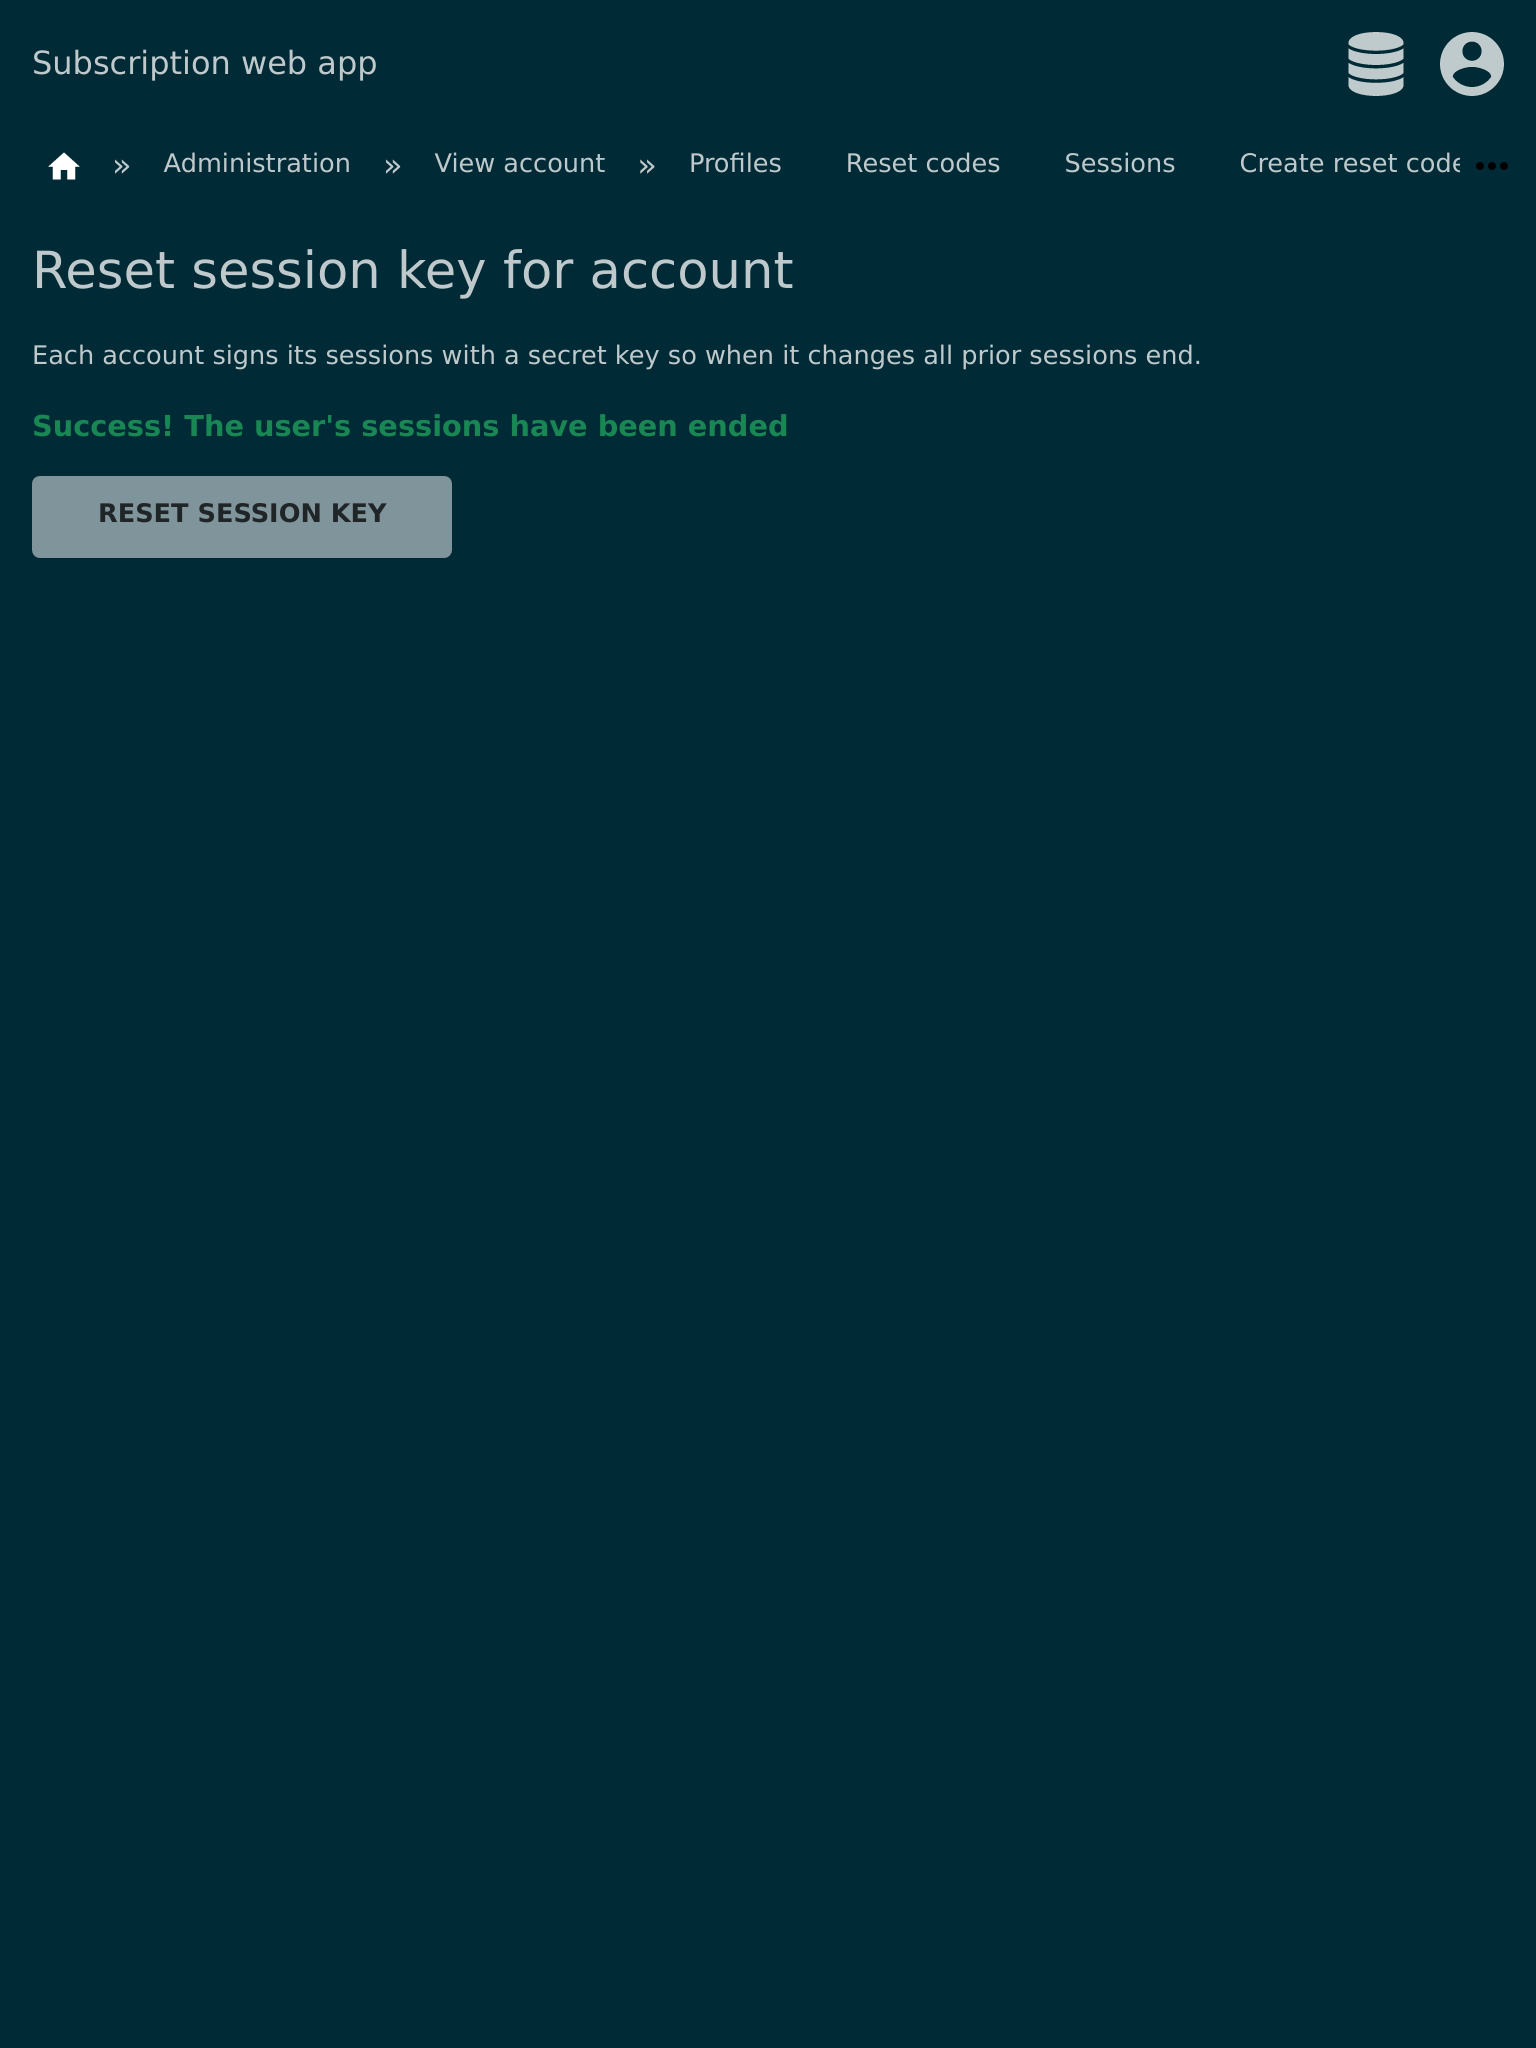 Subscription web app
» Administration » View account » Profiles Reset codes Sessions Create reset code
Reset session key for account
Each account signs its sessions with a secret key so when it changes all prior sessions end.
Success! The user's sessions have been ended
RESET SESSION KEY